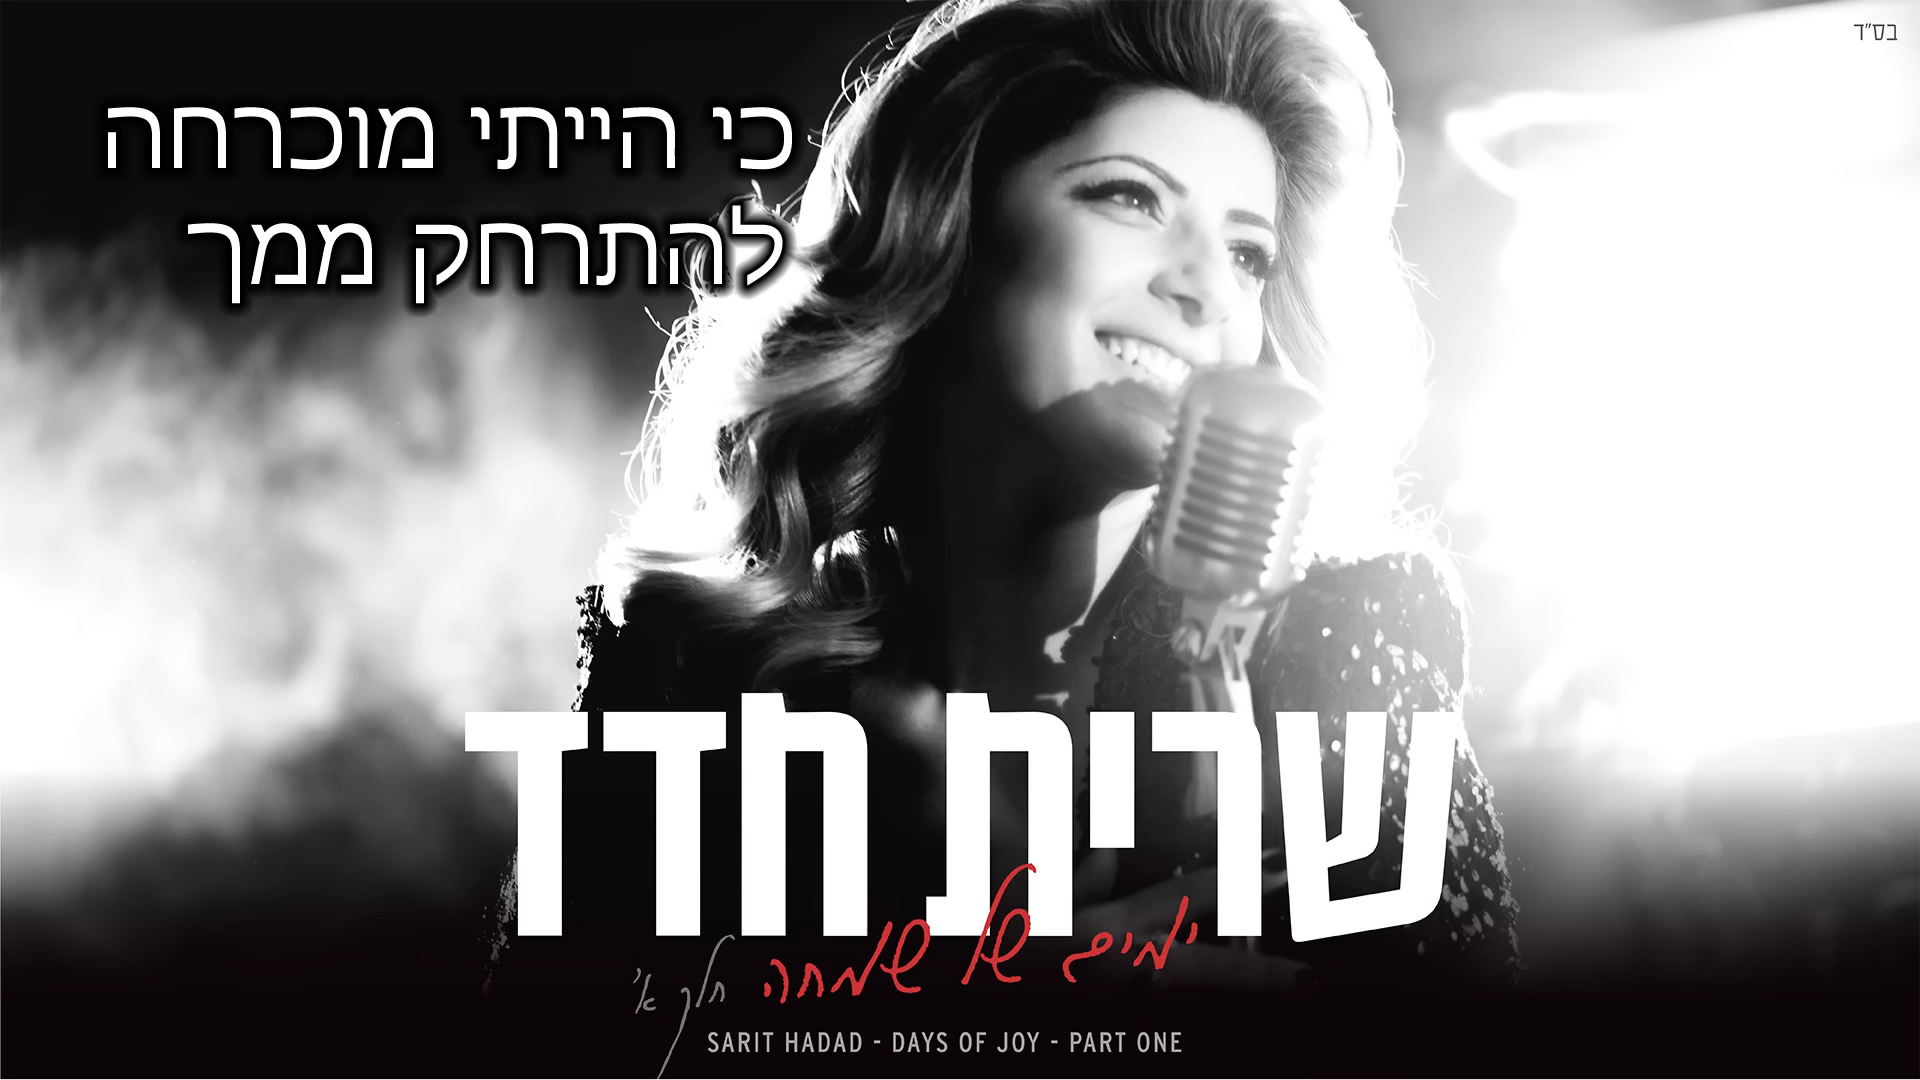 בס"ד
כי הייתי מוכרחה
להתרחק ממך
שרית חדד
ימים של שמחה חלק א'
SARIT HADAD - DAYS OF JOY - PART ONE